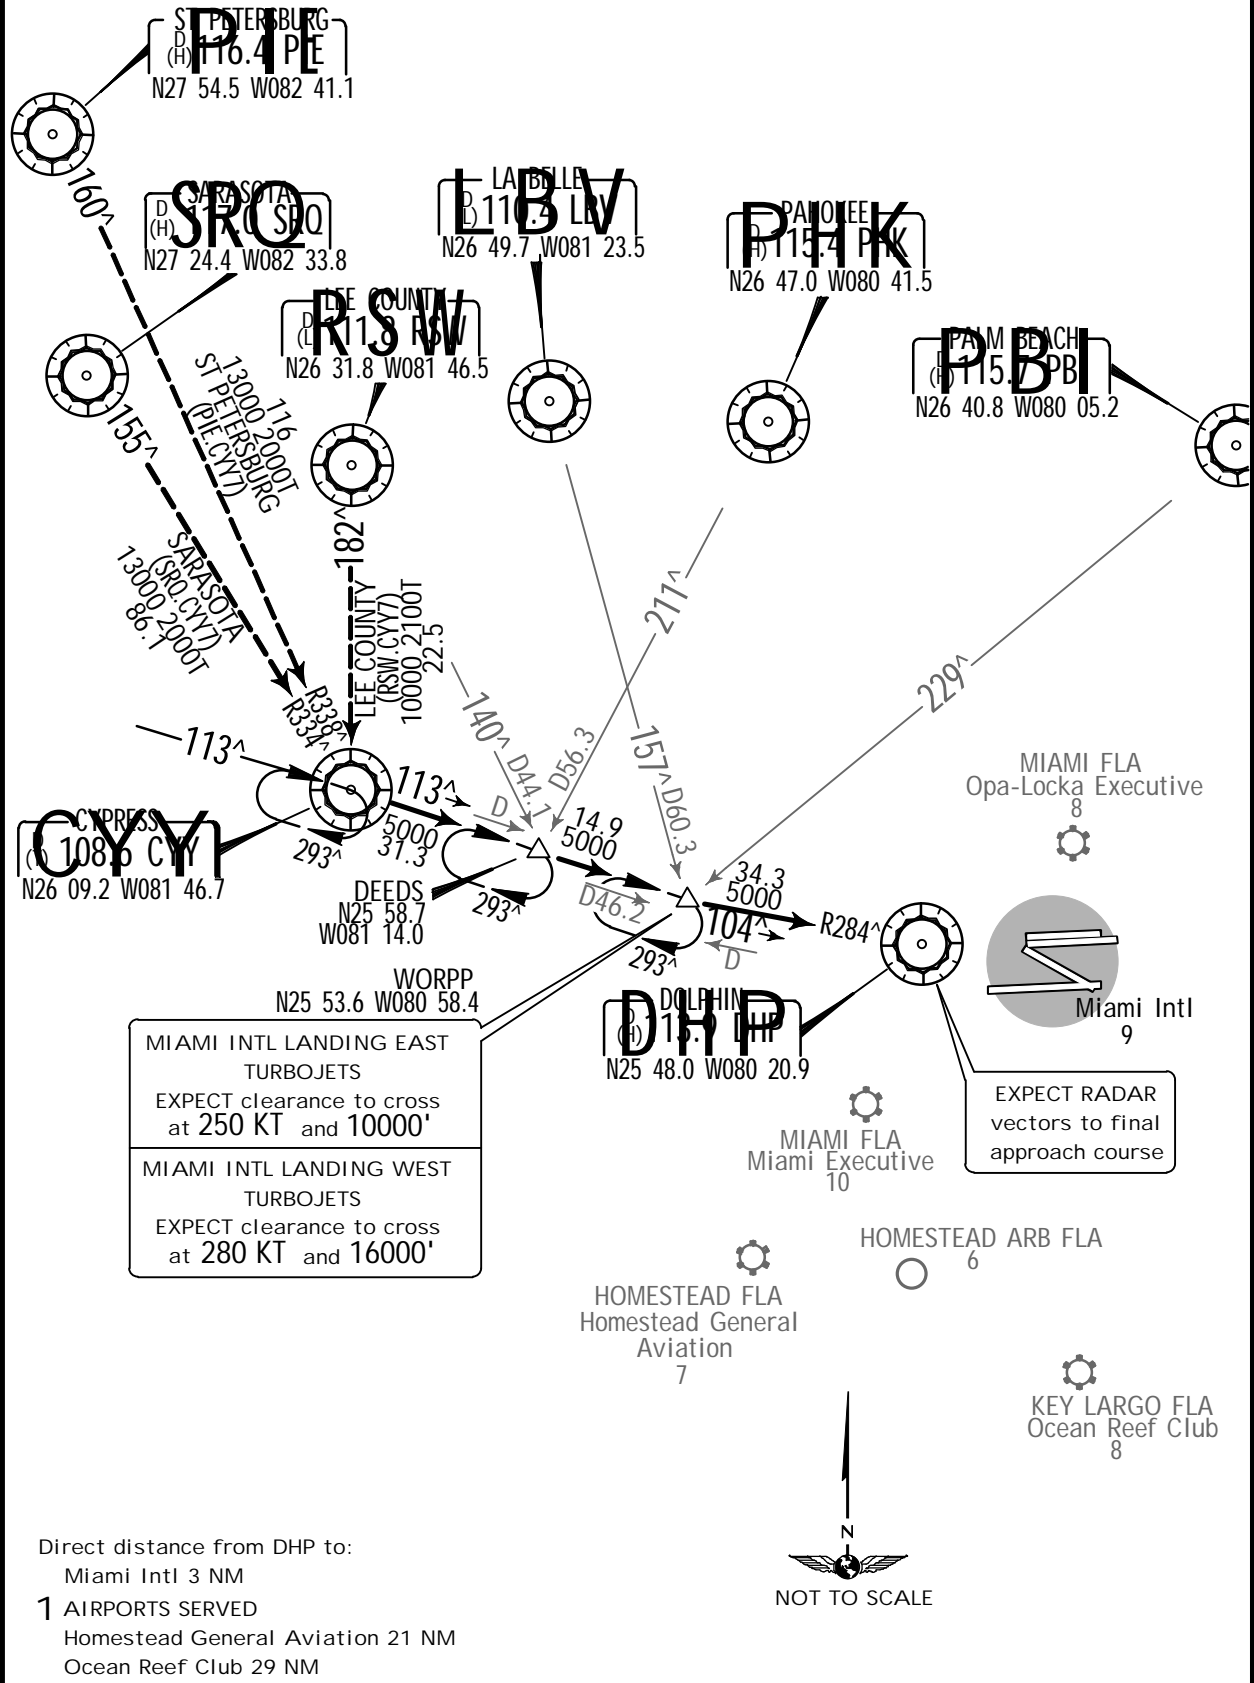 ST PETERSBURG
D
(H) 116.4 PIE
PIE
N27 54.5 W082 41.1
SARASOTA
D
(H) 117.0 SRQ
SRQ
N27 24.4 W082 33.8
LA BELLE
D
(L) 110.4 LBV
LBV
N26 49.7 W081 23.5
PAHOKEE
D
(H) 115.4 PHK
PHK
N26 47.0 W080 41.5
LEE COUNTY
D
(L) 111.8 RSW
RSW
N26 31.8 W081 46.5
PALM BEACH
D
(H) 115.7 PBI
PBI
N26 40.8 W080 05.2
160^
155^
182^
116
13000 2000T
ST PETERSBURG
(PIE.CYY7)
SARASOTA
(SRQ.CYY7)
13000 2000T
86.1
LEE COUNTY
(RSW.CYY7)
10000 2100T
22.5
R338^
R334^
211^
229^
140^
D44.1
D56.3
157^
D60.3
113^
113^
D
5000
31.3
293^
14.9
5000
D46.2
293^
34.3
5000
104^
R284^
D
293^
CYPRESS
D
108.6 CYY
CYY
N26 09.2 W081 46.7
DEEDS
N25 58.7
W081 14.0
WORPP
N25 53.6 W080 58.4
DOLPHIN
D
(H) 113.9 DHP
DHP
N25 48.0 W080 20.9
MIAMI FLA
Opa-Locka Executive
8
Miami Intl
9
MIAMI INTL LANDING EAST
TURBOJETS
EXPECT clearance to cross
at 250 KT and 10000'
MIAMI INTL LANDING WEST
TURBOJETS
EXPECT clearance to cross
at 280 KT and 16000'
EXPECT RADAR
vectors to final
approach course
MIAMI FLA
Miami Executive
10
HOMESTEAD ARB FLA
6
HOMESTEAD FLA
Homestead General
Aviation
7
KEY LARGO FLA
Ocean Reef Club
8
N
NOT TO SCALE
Direct distance from DHP to:
Miami Intl 3 NM
1 AIRPORTS SERVED
Homestead General Aviation 21 NM
Ocean Reef Club 29 NM